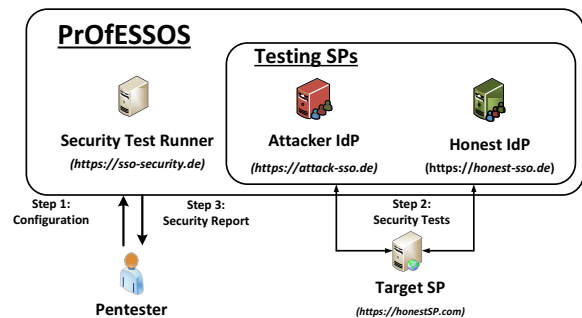 PrOfESSOS
Testing SPs
Security Test Runner
(https://sso-security.de)
Attacker IdP
(https://attack-sso.de)
Honest IdP
(https://honest-sso.de)
Step 1:
Configuration
Step 3:
Security Report
Step 2:
Security Tests
Pentester
Target SP
(https://honestSP.com)